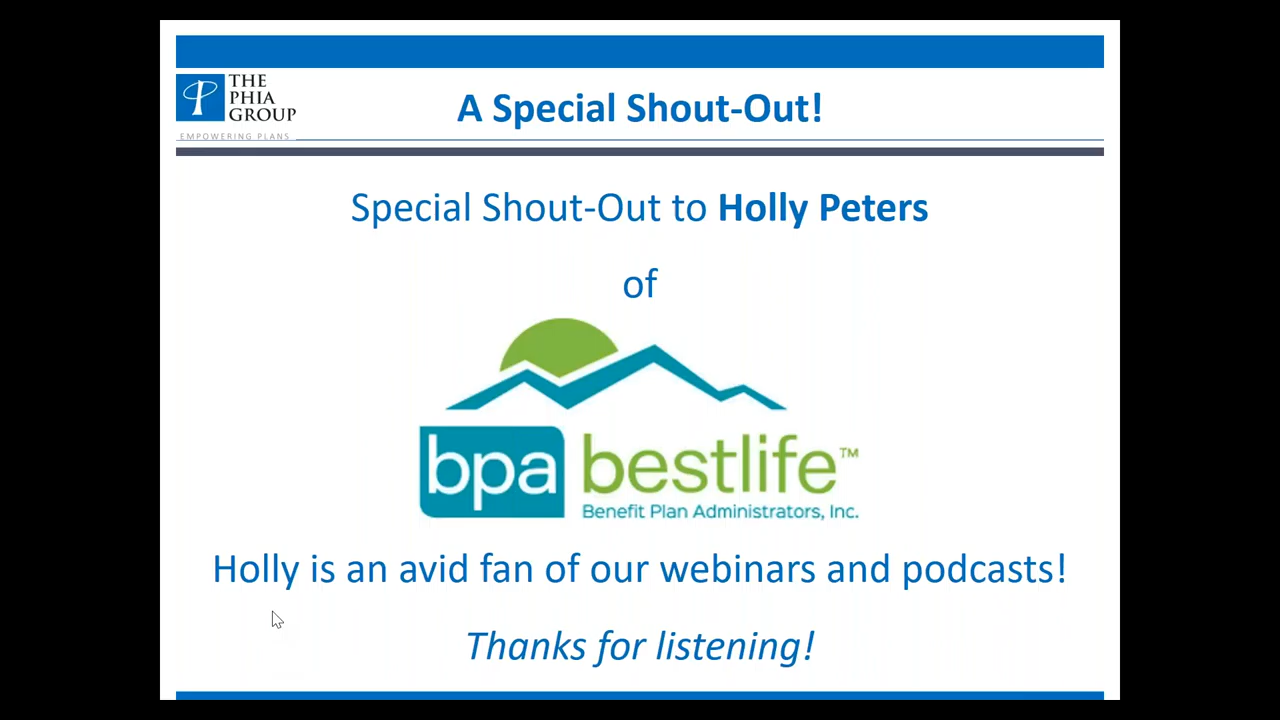 THE
PHIA
GROUP
EMPOWERING PLANS
A Special Shout-Out!
Special Shout-Out to Holly Peters
of
bpa bestlife™
Benefit Plan Administrators, Inc.
Holly is an avid fan of our webinars and podcasts!
Thanks for listening!